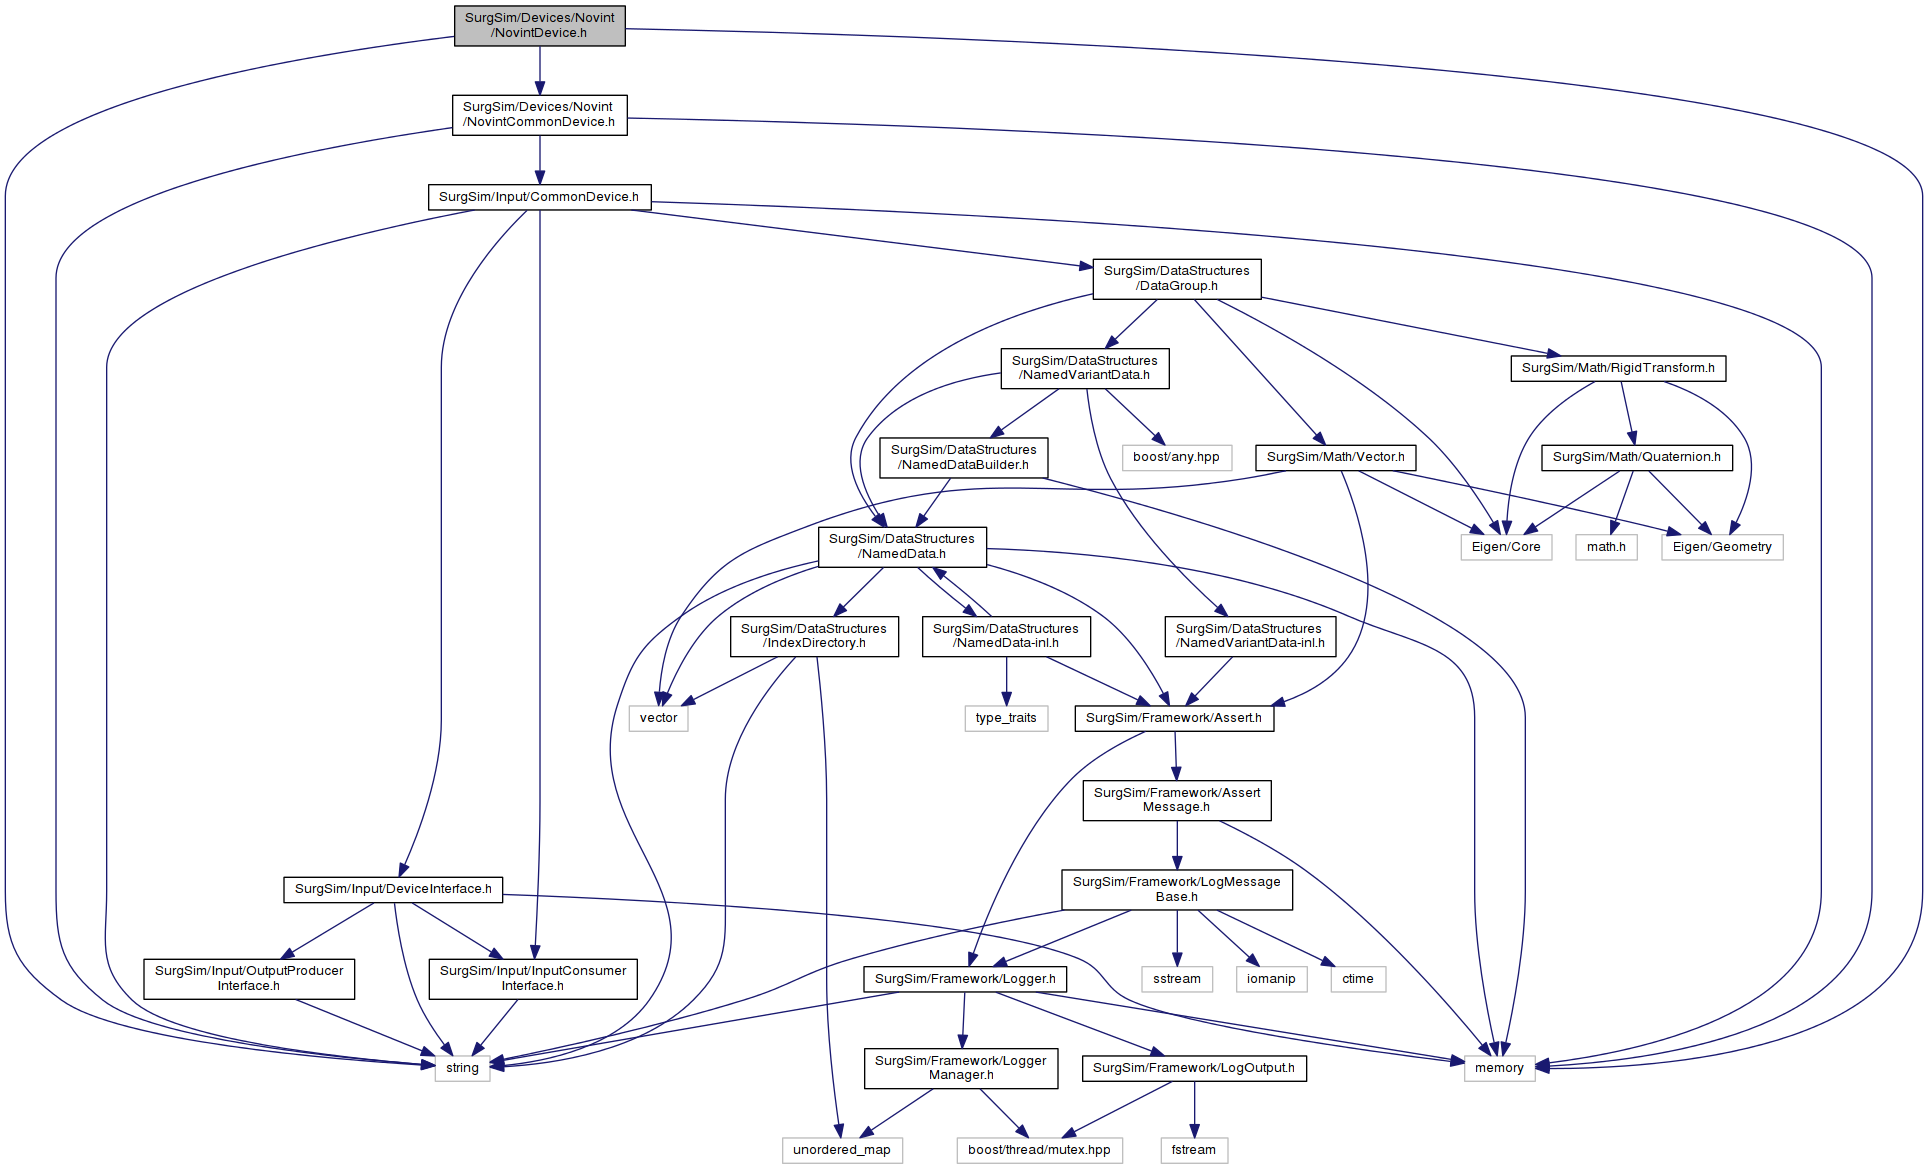 SurgSim/Devices/Novint
/NovintDevice.h
SurgSim/Devices/Novint
/NovintCommonDevice.h
SurgSim/Input/CommonDevice.h
SurgSim/DataStructures
/DataGroup.h
SurgSim/DataStructures
/NamedVariantData.h
SurgSim/Math/RigidTransform.h
SurgSim/DataStructures
/NamedDataBuilder.h
boost/any.hpp
SurgSim/Math/Vector.h
SurgSim/Math/Quaternion.h
SurgSim/DataStructures
/NamedData.h
Eigen/Core
math.h
Eigen/Geometry
SurgSim/DataStructures
/IndexDirectory.h
SurgSim/DataStructures
/NamedData-inl.h
SurgSim/DataStructures
/NamedVariantData-inl.h
vector
type_traits
SurgSim/Framework/Assert.h
SurgSim/Framework/Assert
Message.h
SurgSim/Input/DeviceInterface.h
SurgSim/Framework/LogMessage
Base.h
SurgSim/Input/OutputProducer
Interface.h
SurgSim/Input/InputConsumer
Interface.h
SurgSim/Framework/Logger.h
sstream
iomanip
ctime
string
SurgSim/Framework/Logger
Manager.h
SurgSim/Framework/LogOutput.h
memory
unordered_map
boost/thread/mutex.hpp
fstream